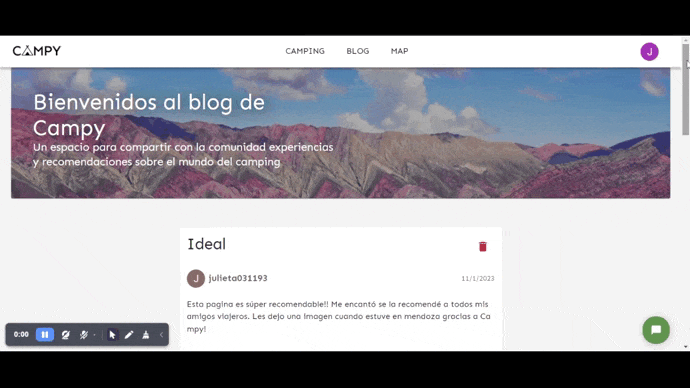 CAMPY
CAMPING BLOG MAP
J
Bienvenidos al blog de
Campy
Un espacio para compartir con la comunidad experiencias
y recomendaciones sobre el mundo del camping
Ideal
J julieta031193
11/1/2023
Esta pagina es súper recomendable!! Me encantó se la recomendé a todos mis
amigos viajeros. Les dejo una imagen cuando estuve en mendoza gracias a Ca
mpy!
0:00